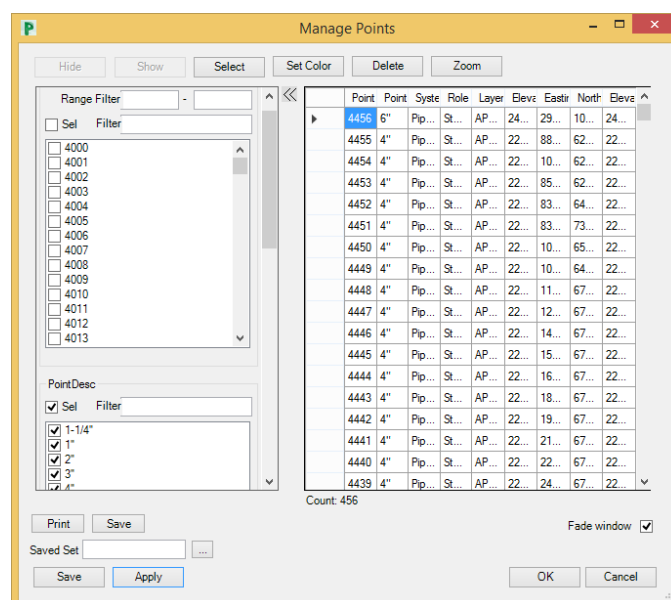 P
Manage Points
Hide Show Select Set Color Delete Zoom
Range Filter -
Sel Filter
4000
4001
4002
4003
4004
4005
4006
4007
4008
4009
4010
4011
4012
4013
PointDesc
Sel Filter
1-1/4"
1"
2"
3"
4"
Point Point Syste Role Layer Eleva Eastin North Eleva
4456 6" Pip... St... AP... 24... 29... 10... 24...
4455 4" Pip... St... AP... 22... 88... 62... 22...
4454 4" Pip... St... AP... 22... 10... 62... 22...
4453 4" Pip... St... AP... 22... 85... 62... 22...
4452 4" Pip... St... AP... 22... 83... 64... 22...
4451 4" Pip... St... AP... 22... 83... 73... 22...
4450 4" Pip... St... AP... 22... 10... 65... 22...
4449 4" Pip... St... AP... 22... 10... 64... 22...
4448 4" Pip... St... AP... 22... 11... 67... 22...
4447 4" Pip... St... AP... 22... 12... 67... 22...
4446 4" Pip... St... AP... 22... 14... 67... 22...
4445 4" Pip... St... AP... 22... 15... 67... 22...
4444 4" Pip... St... AP... 22... 16... 67... 22...
4443 4" Pip... St... AP... 22... 18... 67... 22...
4442 4" Pip... St... AP... 22... 19... 67... 22...
4441 4" Pip... St... AP... 22... 21... 67... 22...
4440 4" Pip... St... AP... 22... 22... 67... 22...
4439 4" Pip... St... AP... 22... 24... 67... 22...
Count: 456
Print Save
Fade window
Saved Set ...
Save Apply OK Cancel